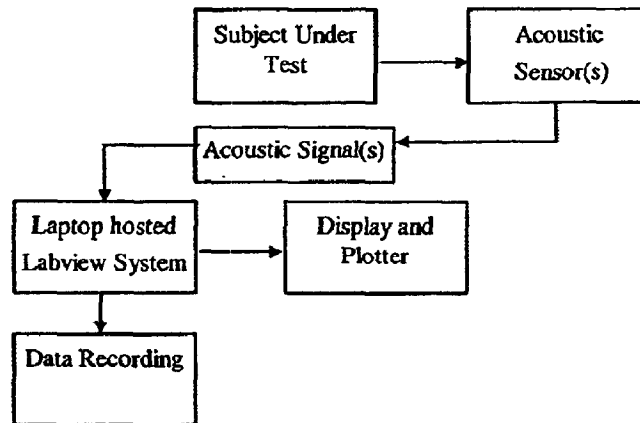 Subject Under
Test
Acoustic
Sensor(s)
Acoustic Signal(s)
Laptop hosted
Labview System
Display and
Plotter
Data Recording